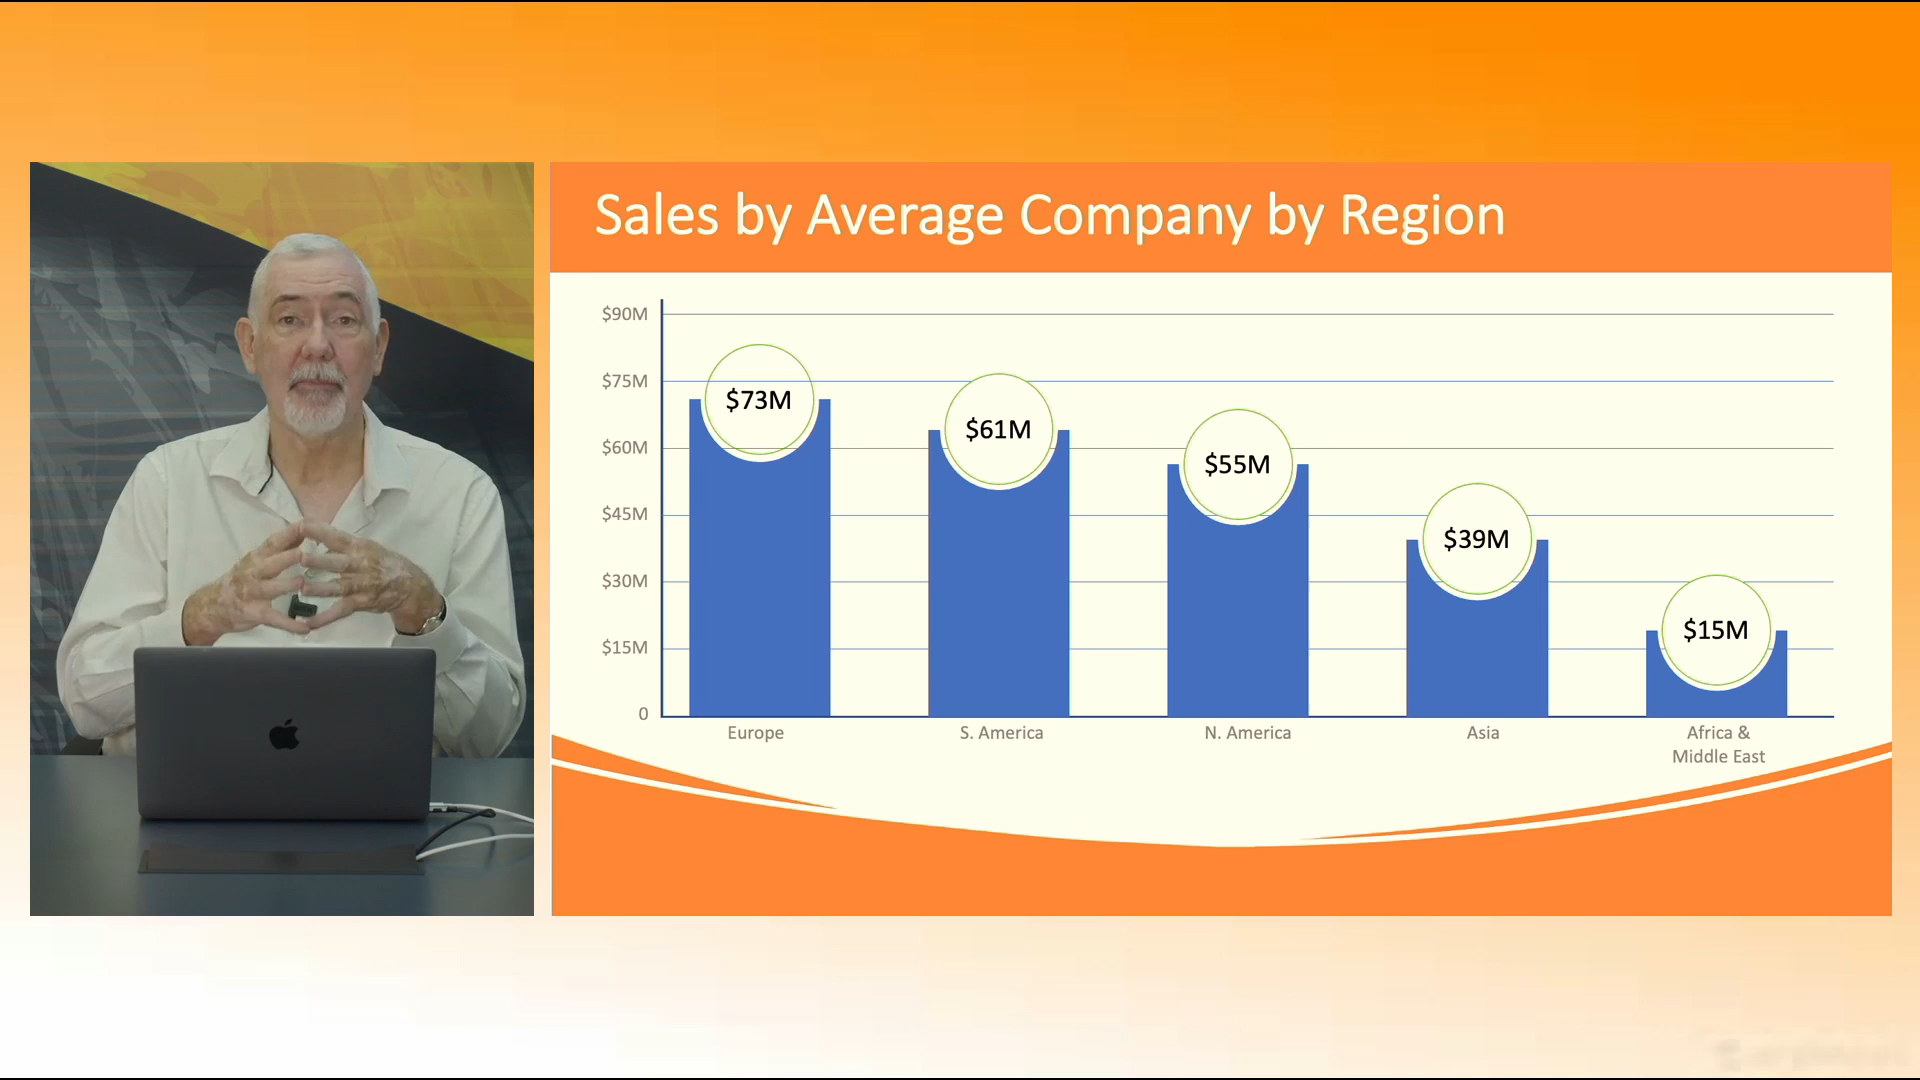 Sales by Average Company by Region
$90M
$75M
$60M
$45M
$30M
$15M
0
$73M
$61M
$55M
$39M
$15M
Europe
S. America
N. America
Asia
Africa &
Middle East